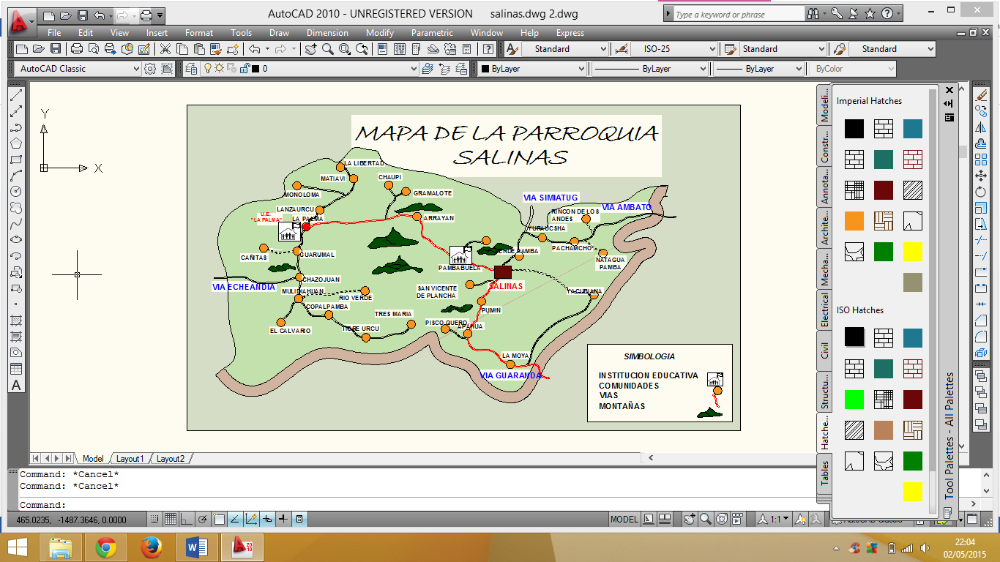 AutoCAD 2010 - UNREGISTERED VERSION salinas.dwg 2.dwg
Type a keyword or phrase
File Edit View Insert Format Tools Draw Dimension Modify Parametric Window Help Express
Standard ISO-25 Standard Standard
AutoCAD Classic 0 ByLayer ByLayer ByLayer ByColor
Y
X
MAPA DE LA PARROQUIA
SALINAS
LA LIBERTAD
MATIAVI
CHAUPI
MONOLOMA
GRAMALOTE
VIA SIMIATUG
LANZAURCU
VIA AMBATO
RINCON DE LOS
ANDES
U.E.
"LA PALMA"
LA PALMA
ARRAYAN
YURAUCSHA
PACHAMCHO
CAÑITAS
GUARUMAL
ERDE PAMBA
NATAGUA
PAMBA
PAMBABUELA
CHAZOJUAN
VIA ECHEANDIA
SALINAS
SAN VICENTE
DE PLANCHA
MULIDIAHUAN
RIO VERDE
YACUBIANA
COPALPAMBA
PUMIN
TRES MARIA
PISCO QUERO
APAHUA
EL CALVARIO
TIGRE URCU
LA MOYA
VIA GUARANDA
SIMBOLOGIA
INSTITUCION EDUCATIVA
COMUNIDADES
VIAS
MONTAÑAS
Modeli...
Constr...
Annota...
Archite...
Mecha...
Electrical
Civil
Structu...
Hatche...
Tables
Imperial Hatches
ISO Hatches
Tool Palettes - All Palettes
Model Layout1 Layout2
Command: *Cancel*
Command: *Cancel*
Command:
465.0235, -1487.3646, 0.0000
MODEL
1:1
AutoCAD Classic
A
2010
22:04
02/05/2015